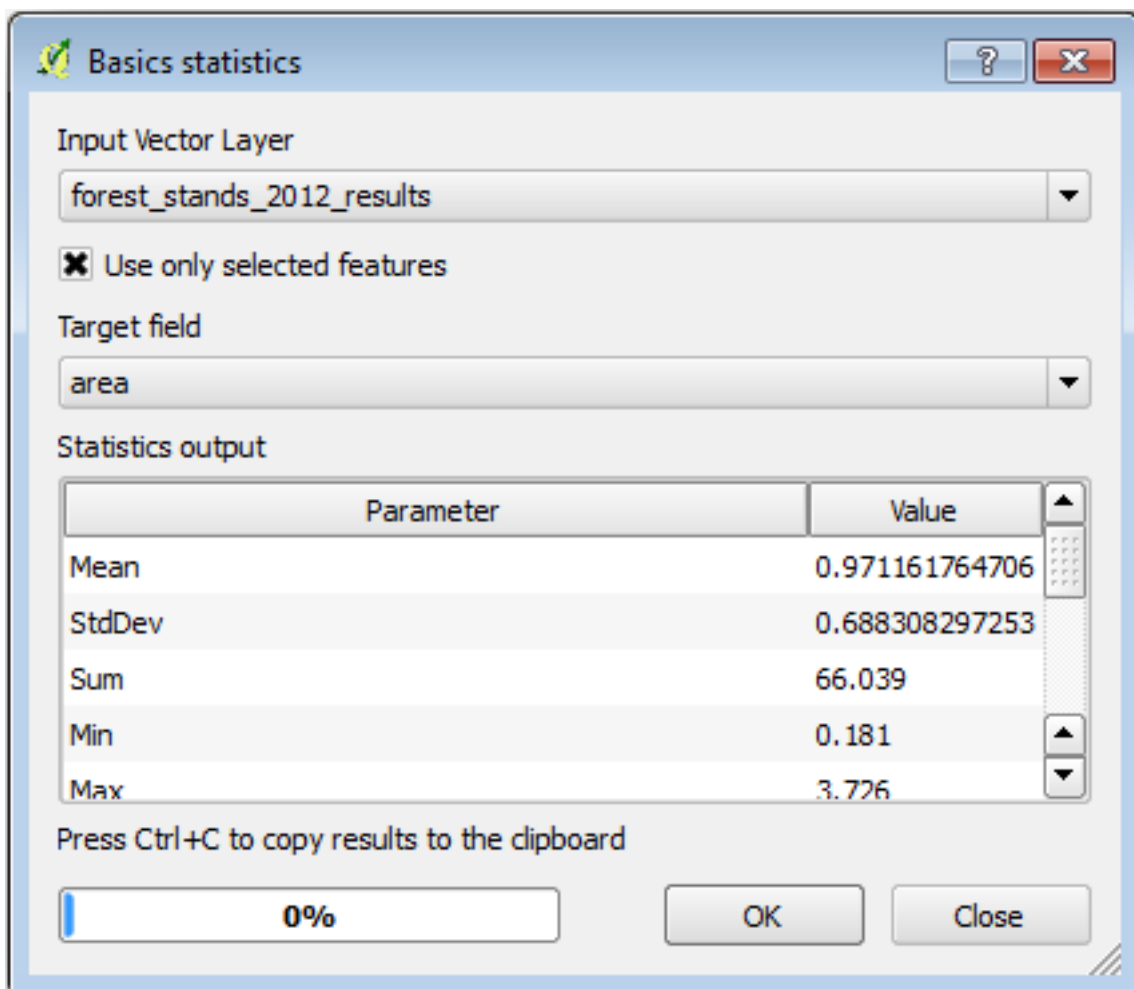 Basics statistics
Input Vector Layer
forest_stands_2012_results
Use only selected features
Target field
area
Statistics output
Parameter Value
Mean 0.971161764706
StdDev 0.688308297253
Sum 66.039
Min 0.181
Max 3.726
Press Ctrl+C to copy results to the clipboard
0% OK Close